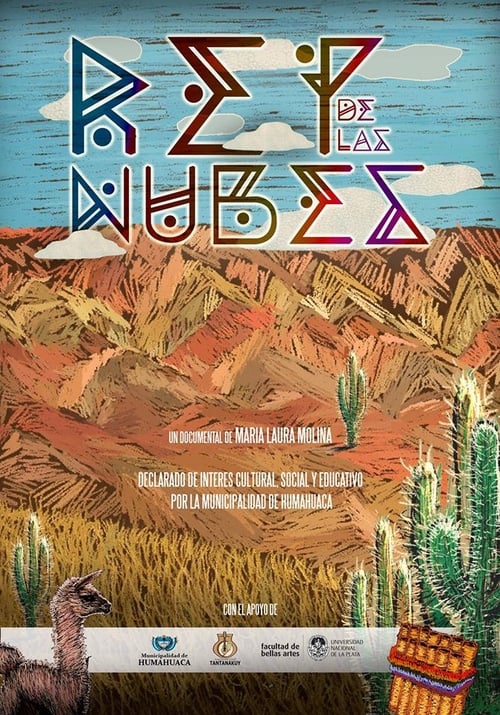 REY
DE
LAS
NUBES
UN DOCUMENTAL DE MARIA LAURA MOLINA
DECLARADO DE INTERES CULTURAL, SOCIAL Y EDUCATIVO
POR LA MUNICIPALIDAD DE HUMAHUACA
CON EL APOYO DE
Municipalidad de
HUMAHUACA
TANTANAKUY
facultad de
bellas artes
UNIVERSIDAD
NACIONAL
DE LA PLATA